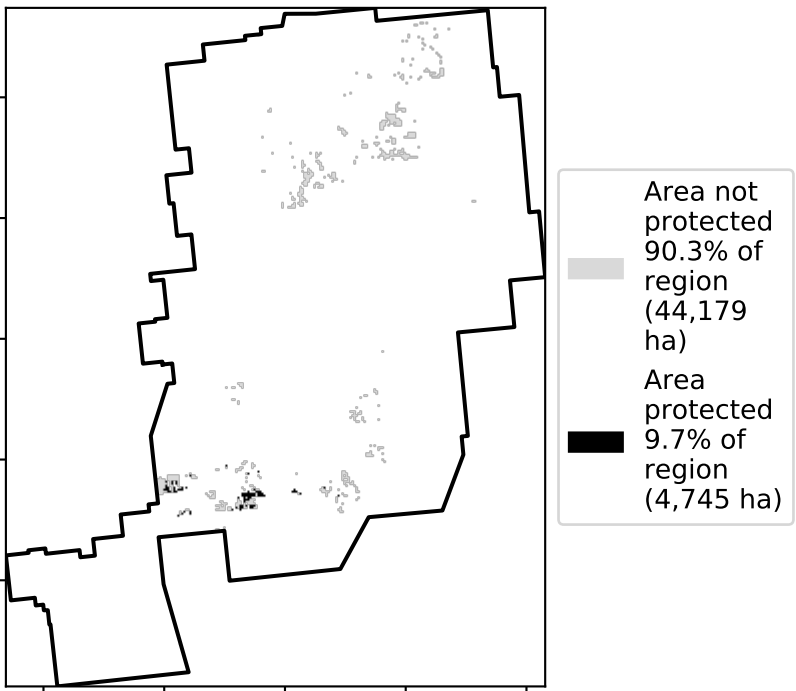 Area not
protected
90.3% of
region
(44,179
ha)
Area
protected
9.7% of
region
(4,745 ha)